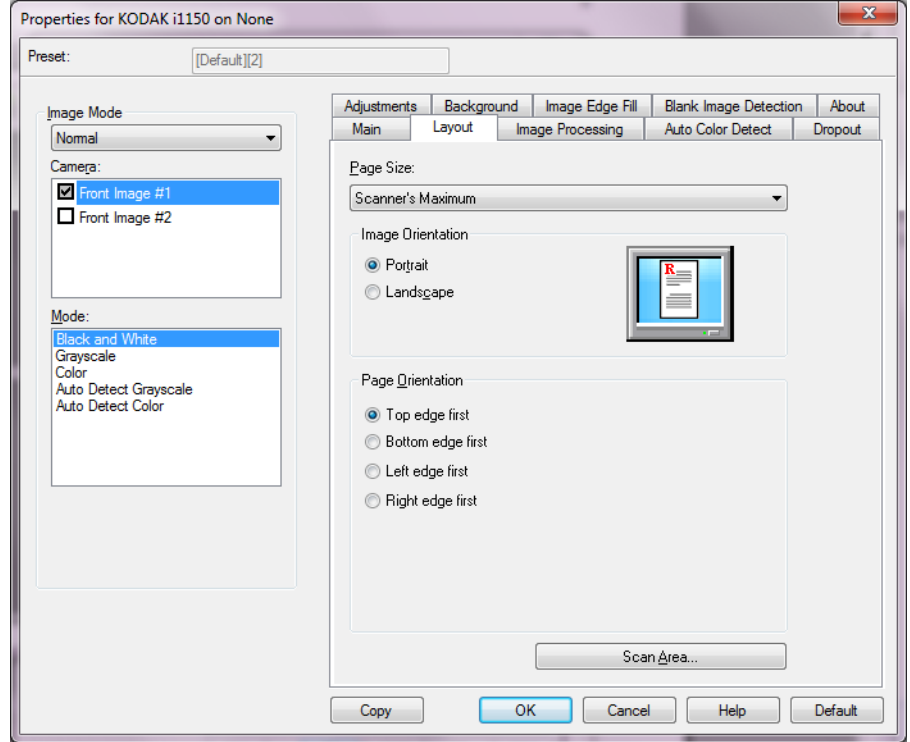 Properties for KODAK i1150 on None
Preset:
[Default][2]
Image Mode
Normal
Camera:
Front Image #1
Front Image #2
Mode:
Black and White
Grayscale
Color
Auto Detect Grayscale
Auto Detect Color
Adjustments Background Image Edge Fill Blank Image Detection About
Main Layout Image Processing Auto Color Detect Dropout
Page Size:
Scanner's Maximum
Image Orientation
Portrait
Landscape
R
Page Orientation
Top edge first
Bottom edge first
Left edge first
Right edge first
Scan Area...
Copy OK Cancel Help Default